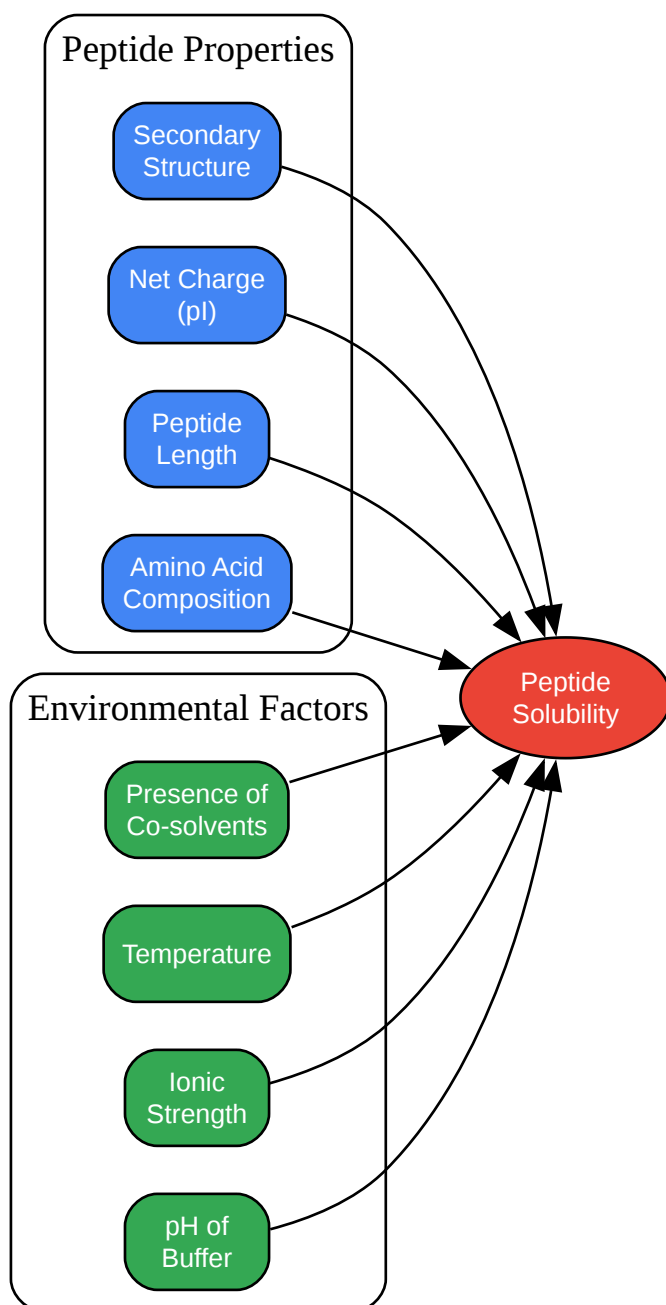 Peptide Properties
Secondary
Structure
Net Charge
(pI)
Peptide
Length
Amino Acid
Composition
Peptide
Solubility
Environmental Factors
Presence of
Co-solvents
Temperature
Ionic
Strength
pH of
Buffer